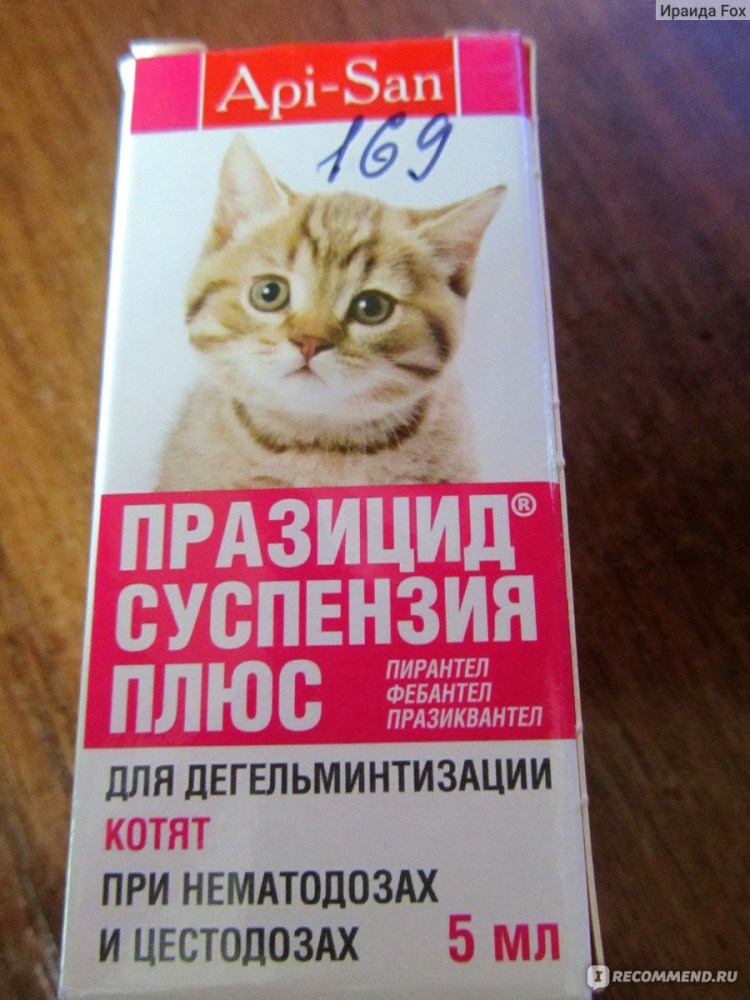 Ираида Fox
Api-San
169
ПРАЗИЦИД®
СУСПЕНЗИЯ
ПЛЮС
ПИРАНТЕЛ
ФЕБАНТЕЛ
ПРАЗИКВАНТЕЛ
ДЛЯ ДЕГЕЛЬМИНТИЗАЦИИ
КОТЯТ
ПРИ НЕМАТОДОЗАХ
И ЦЕСТОДОЗАХ 5 мл
I RECOMMEND.RU